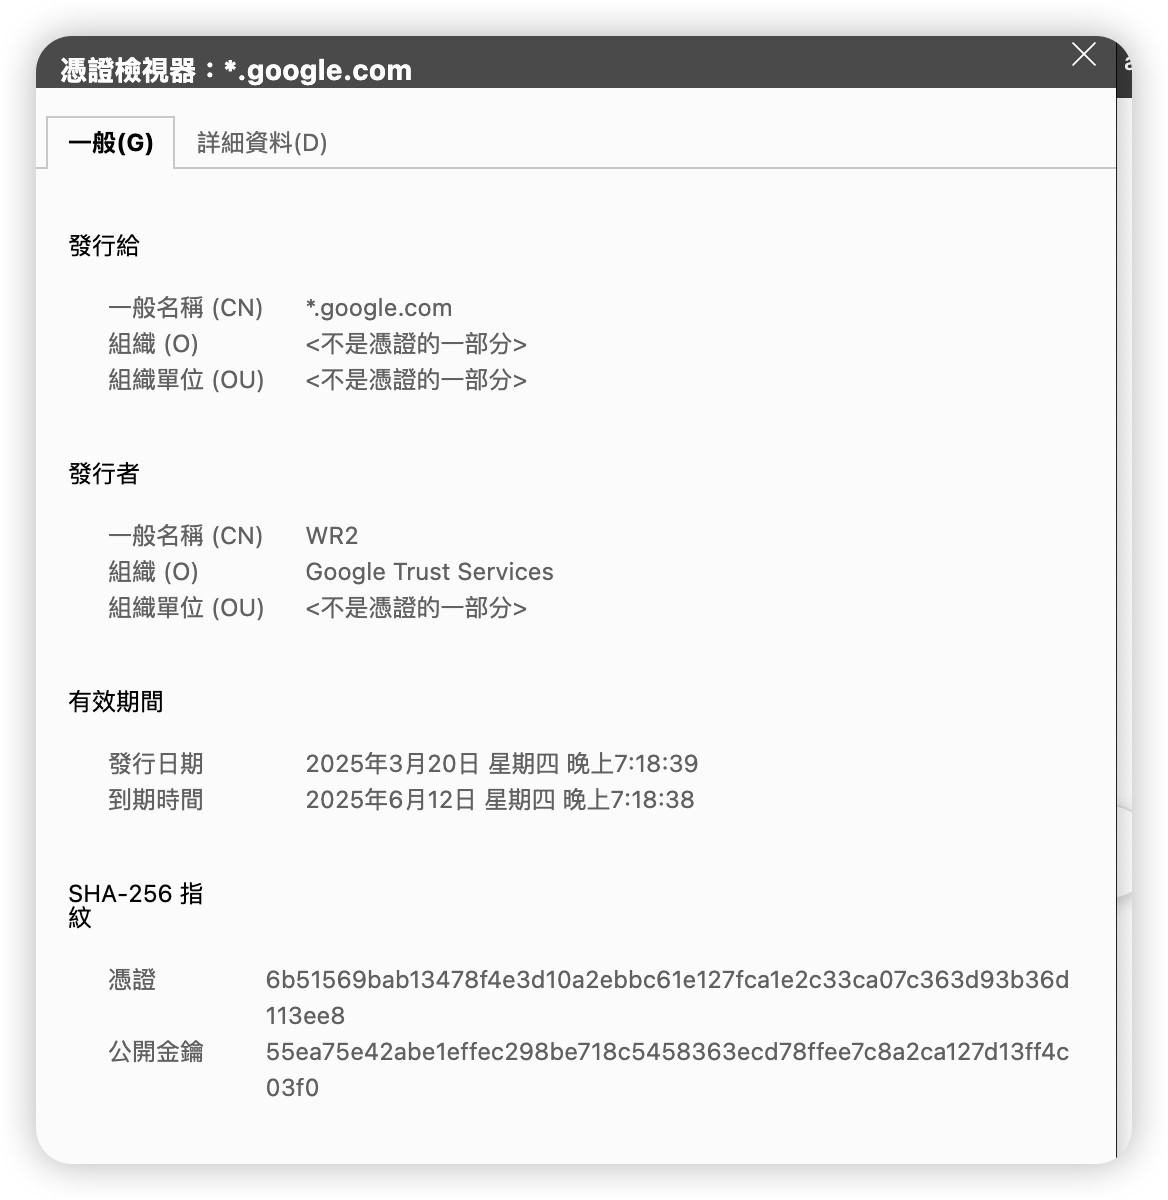 憑證檢視器：*.google.com
一般(G) 詳細資料(D)
發行給
一般名稱 (CN) *.google.com
組織 (O) <不是憑證的一部分>
組織單位 (OU) <不是憑證的一部分>
發行者
一般名稱 (CN) WR2
組織 (O) Google Trust Services
組織單位 (OU) <不是憑證的一部分>
有效期間
發行日期 2025年3月20日 星期四 晚上7:18:39
到期時間 2025年6月12日 星期四 晚上7:18:38
SHA-256 指
紋
憑證 6b51569bab13478f4e3d10a2ebbc61e127fca1e2c33ca07c363d93b36d
113ee8
公開金鑰 55ea75e42abe1effec298be718c5458363ecd78ffee7c8a2ca127d13ff4c
03f0